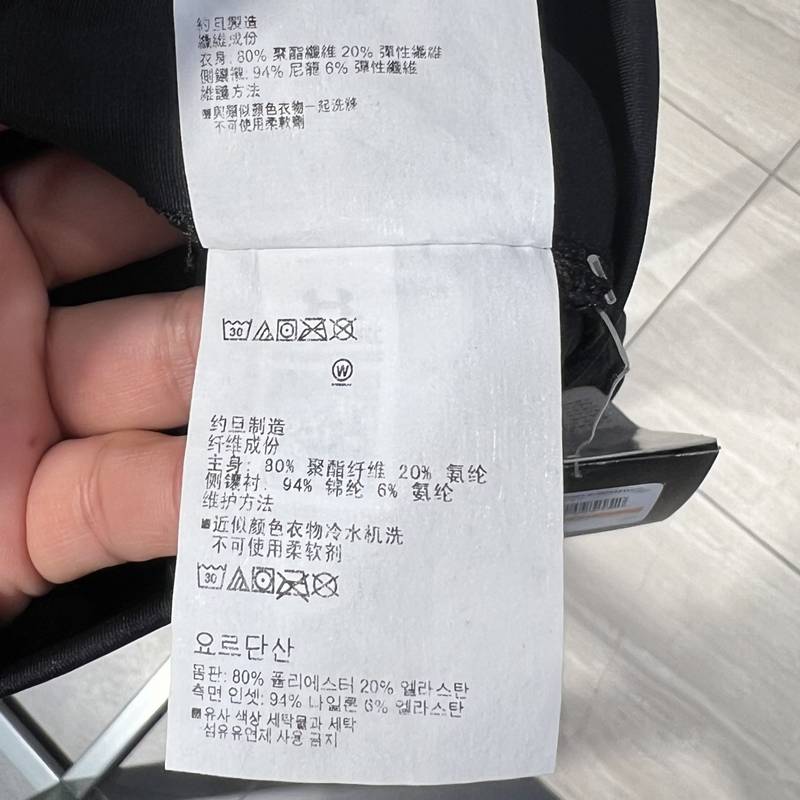 約旦製造
纖維成份
衣身: 80% 聚酯纖維 20% 彈性纖維
側鑲襯: 94% 尼龍 6% 彈性纖維
維護方法
與類似顏色衣物一起洗滌
不可使用柔軟劑
30
W
约旦制造
纤维成份
主身: 80% 聚酯纤维 20% 氨纶
侧镶衬: 94% 锦纶 6% 氨纶
维护方法
近似颜色衣物冷水机洗
不可使用柔软剂
30
요르단산
몸판: 80% 폴리에스터 20% 엘라스탄
측면 인셋: 94% 나일론 6% 엘라스탄
유사 색상 세탁물과 세탁
섬유유연제 사용 금지